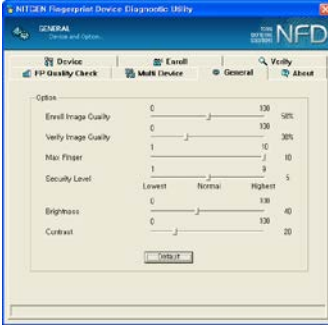 NITGEN Fingerprint Device Diagnostic Utility
GENERAL
Device and Option..
NFD
Device Enroll Verify
FP Quality Check Multi Device General About
Option
0 100
Enroll Image Quality 50%
0 100
Verify Image Quality 30%
1 10
Max Finger 10
1 9
Security Level 5
Lowest Normal Highest
0 100
Brightness 40
0 100
Contrast 20
Default